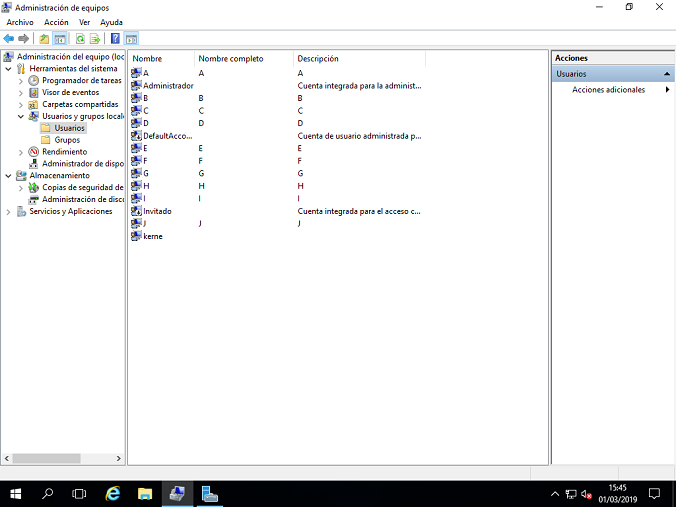 Administración de equipos
Archivo Acción Ver Ayuda
Administración del equipo (loc
Herramientas del sistema
Programador de tareas
Visor de eventos
Carpetas compartidas
Usuarios y grupos locale
Usuarios
Grupos
Rendimiento
Administrador de dispo
Almacenamiento
Copias de seguridad de
Administración de disco
Servicios y Aplicaciones
Nombre Nombre completo Descripción
A A A
Administrador Cuenta integrada para la administ...
B B B
C C C
D D D
DefaultAcco... Cuenta de usuario administrada p...
E E E
F F F
G G G
H H H
I I I
Invitado Cuenta integrada para el acceso c...
J J J
kerne
Acciones
Usuarios
Acciones adicionales
15:45
01/03/2019